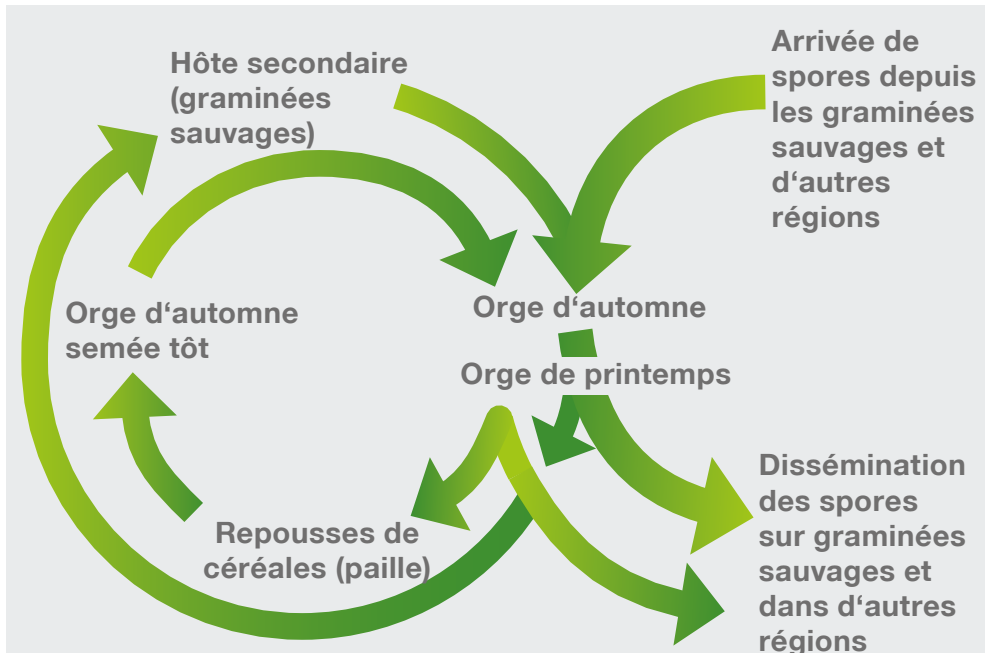 Hôte secondaire
(graminées
sauvages)
Arrivée de
spores depuis
les graminées
sauvages et
d‘autres
régions
Orge d‘automne
semée tôt
Orge d‘automne
Orge de printemps
Repousses de
céréales (paille)
Dissémination
des spores
sur graminées
sauvages et
dans d‘autres
régions